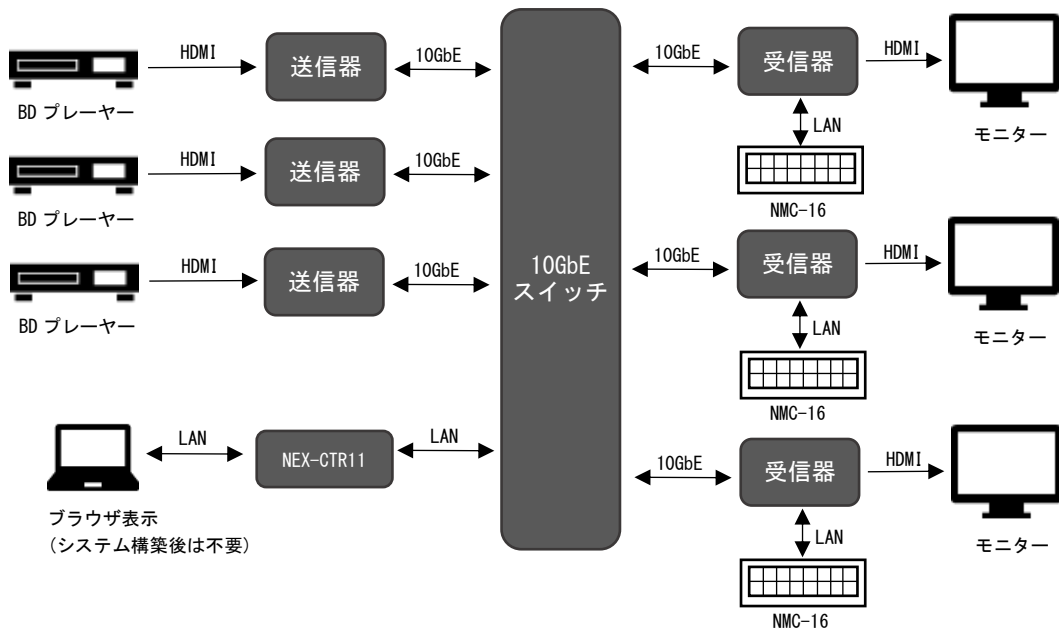 HDMI
送信器
10GbE
10GbE
受信器
HDMI
BD プレーヤー
LAN
モニター
NMC-16
HDMI
送信器
10GbE
BD プレーヤー
10GbE
スイッチ
10GbE
受信器
HDMI
HDMI
送信器
10GbE
BD プレーヤー
LAN
モニター
NMC-16
LAN
NEX-CTR11
LAN
10GbE
受信器
HDMI
ブラウザ表示
(システム構築後は不要)
LAN
モニター
NMC-16